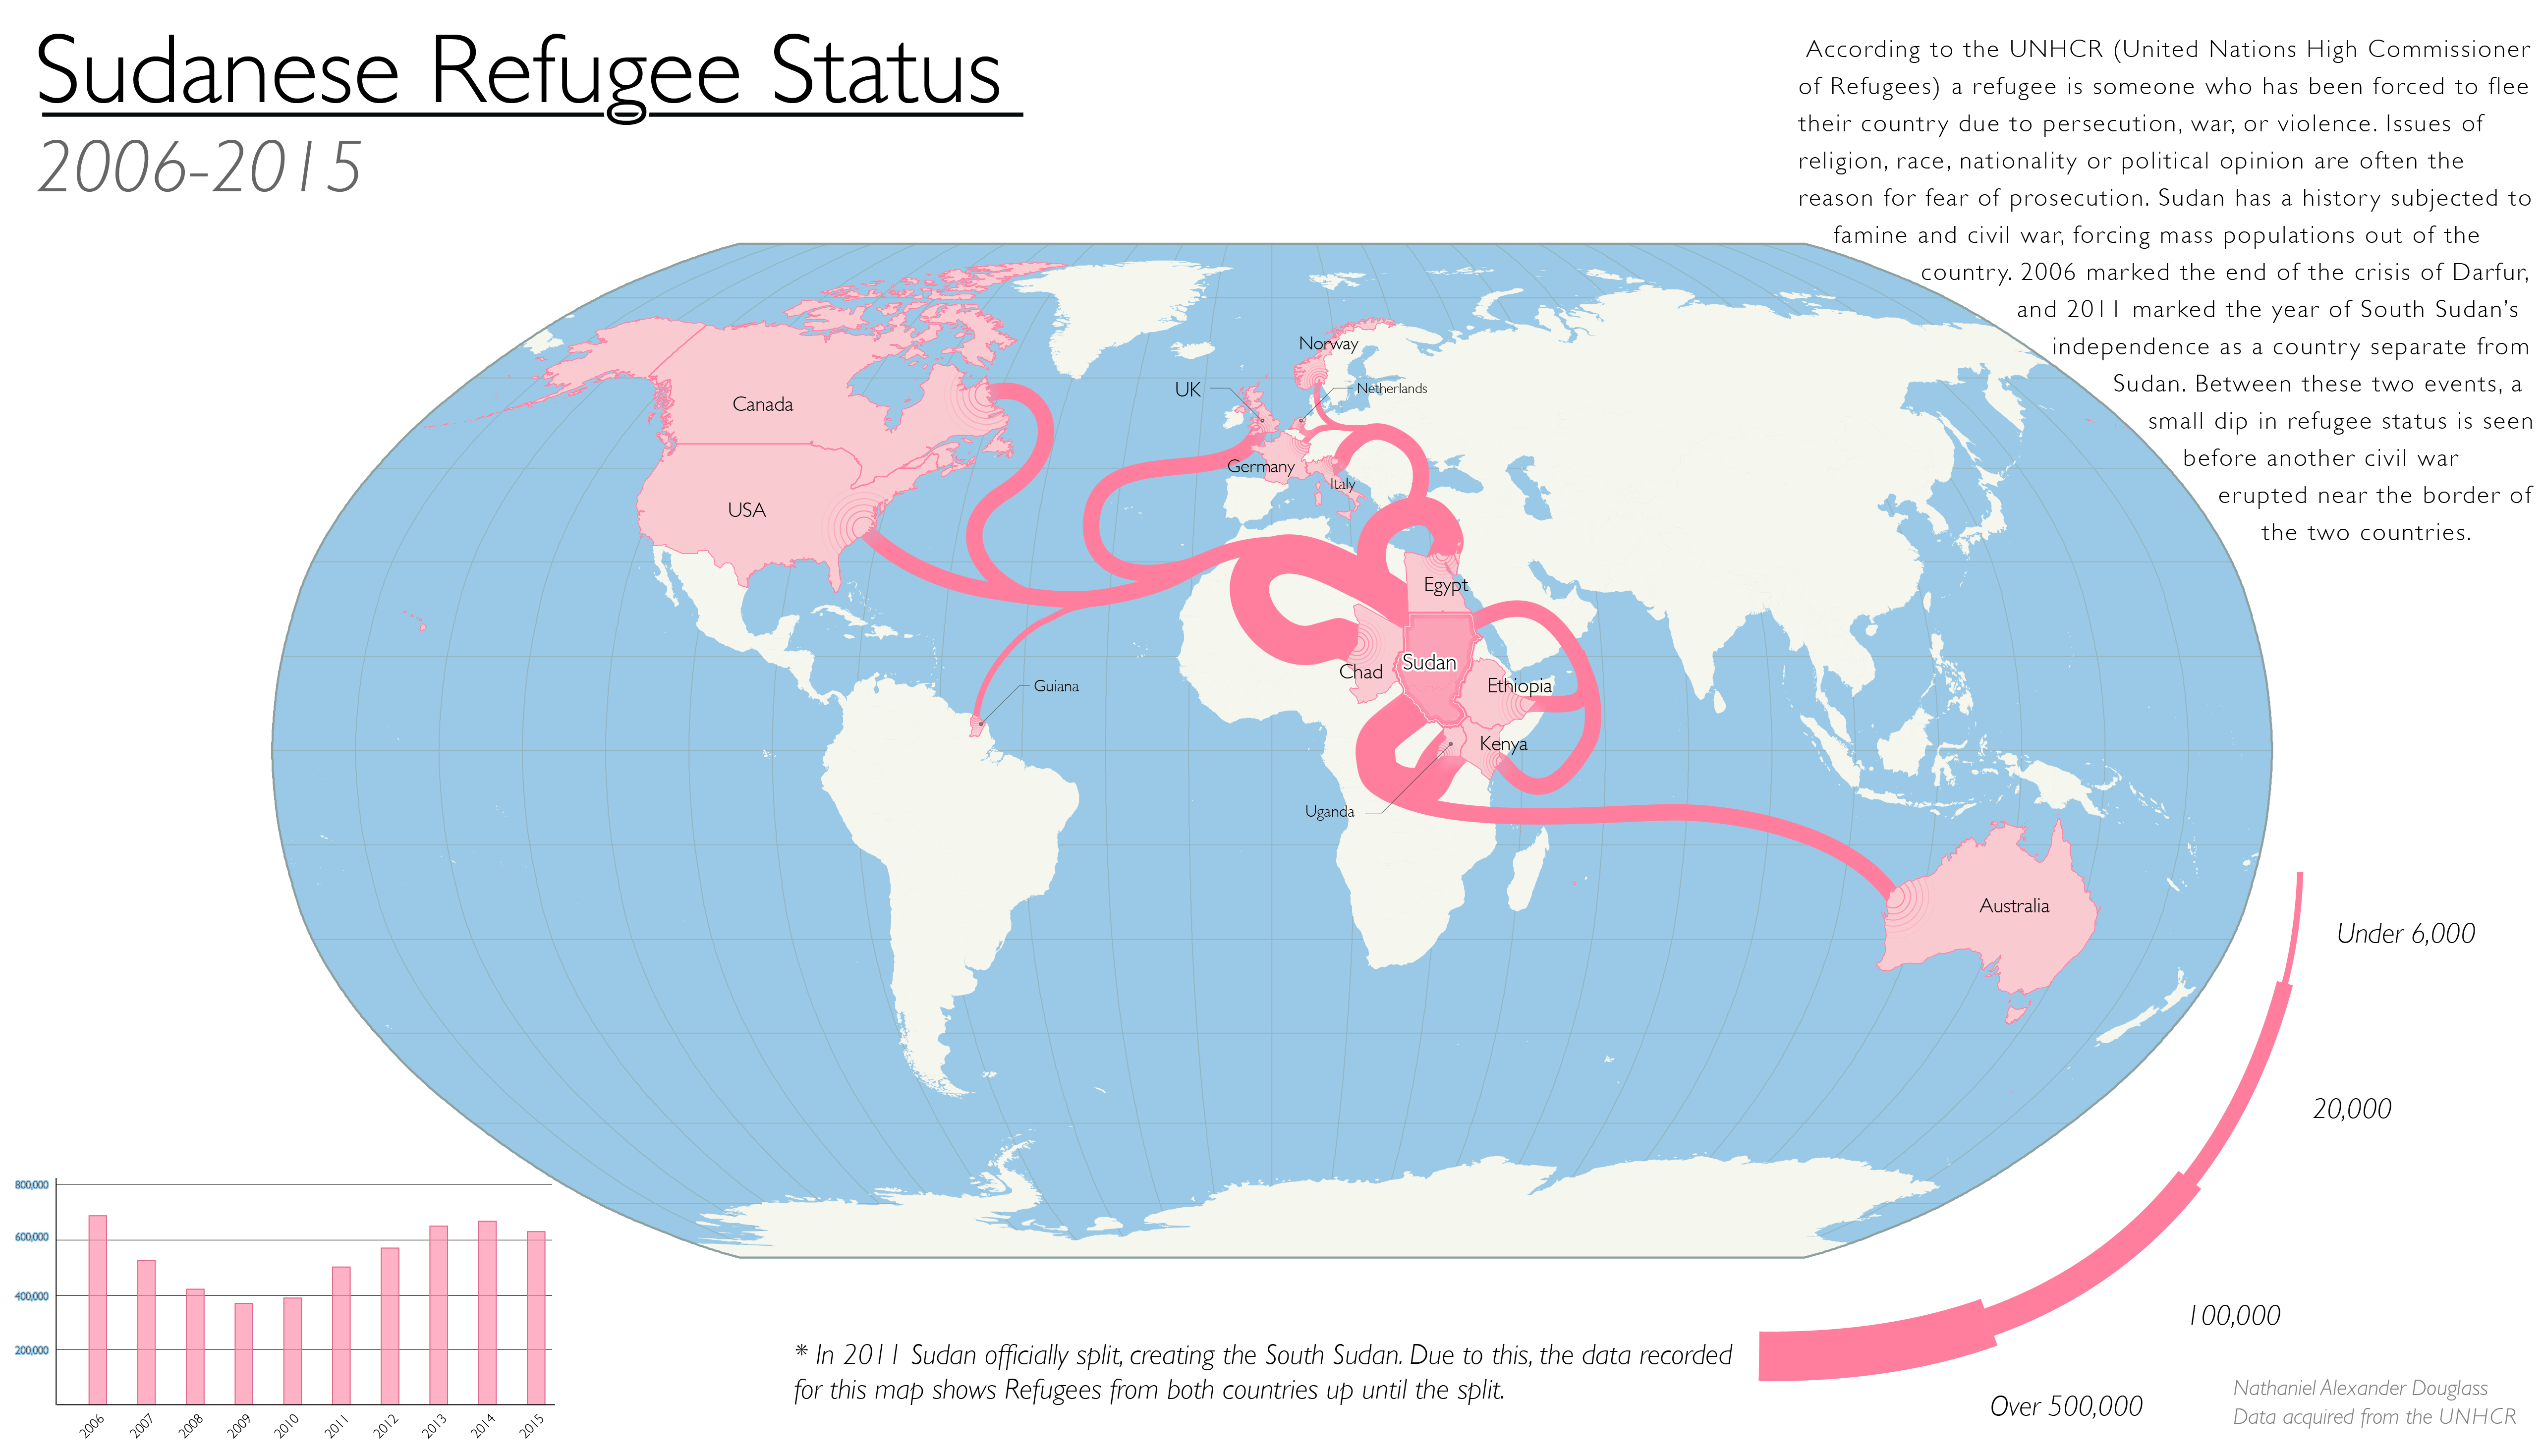 Sudanese Refugee Status
2006-2015
According to the UNHCR (United Nations High Commissioner
of Refugees) a refugee is someone who has been forced to flee
their country due to persecution, war, or violence. Issues of
religion, race, nationality or political opinion are often the
reason for fear of prosecution. Sudan has a history subjected to
famine and civil war, forcing mass populations out of the
country. 2006 marked the end of the crisis of Darfur,
and 2011 marked the year of South Sudan's
independence as a country separate from
Sudan. Between these two events, a
small dip in refugee status is seen
before another civil war
erupted near the border of
the two countries.
Norway
UK
Netherlands
Canada
Germany
Italy
USA
Egypt
Sudan
Chad
Guiana
Ethiopia
Kenya
Uganda
Australia
Under 6,000
20,000
100,000
Over 500,000
800,000
600,000
400,000
200,000
2006
2007
2008
2009
2010
2011
2012
2013
2014
2015
* In 2011 Sudan officially split, creating the South Sudan. Due to this, the data recorded
for this map shows Refugees from both countries up until the split.
Nathaniel Alexander Douglass
Data acquired from the UNHCR